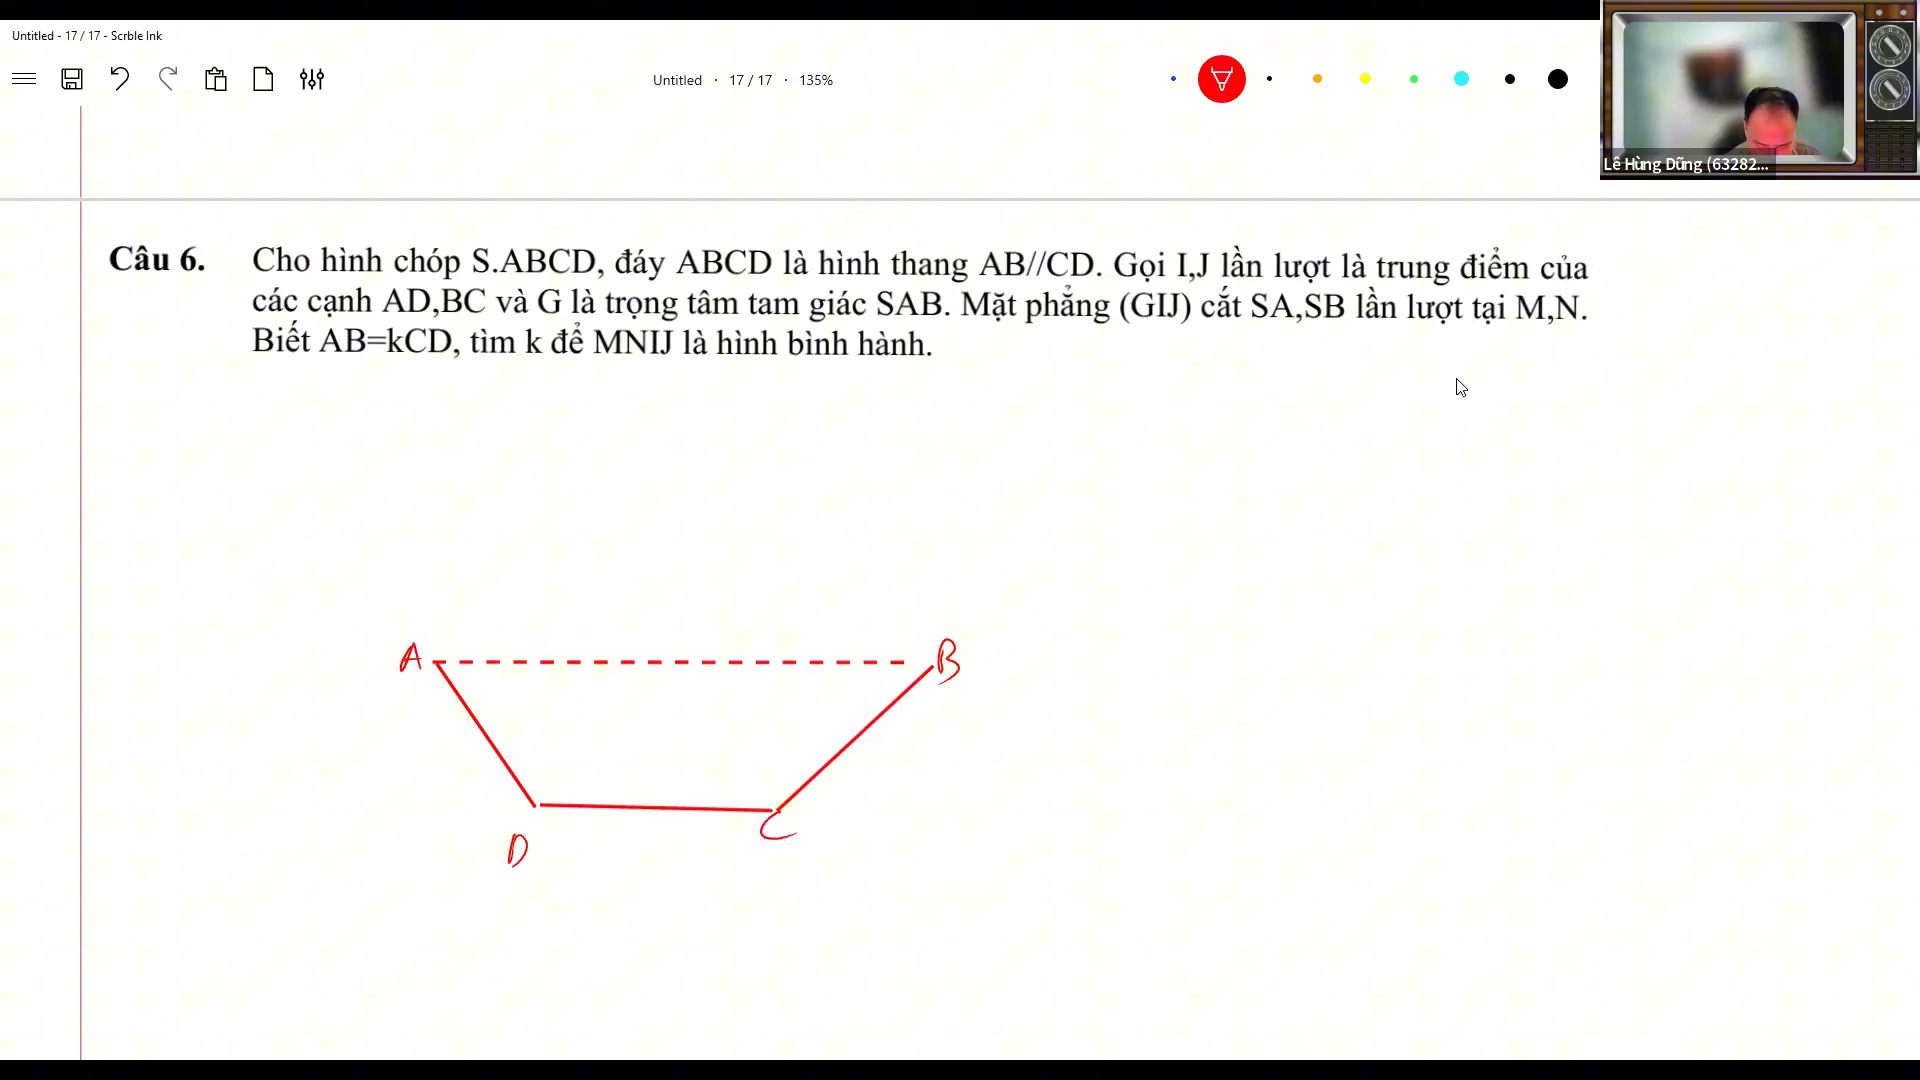 Untitled - 17 / 17 - Scrble Ink
Untitled · 17 / 17 · 135%
Lê Hùng Dũng (63282...
Câu 6. Cho hình chóp S.ABCD, đáy ABCD là hình thang AB//CD. Gọi I,J lần lượt là trung điểm của
các cạnh AD,BC và G là trọng tâm tam giác SAB. Mặt phẳng (GIJ) cắt SA,SB lần lượt tại M,N.
Biết AB=kCD, tìm k để MNIJ là hình bình hành.
A B
D C